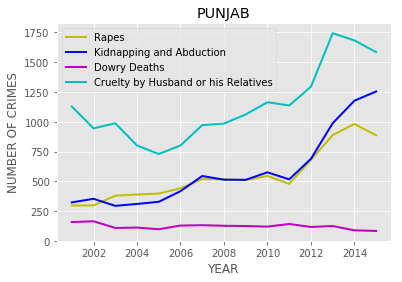 PUNJAB
Rapes
Kidnapping and Abduction
Dowry Deaths
Cruelty by Husband or his Relatives
NUMBER OF CRIMES
1750
1500
1250
1000
750
500
250
0
2002 2004 2006 2008 2010 2012 2014
YEAR